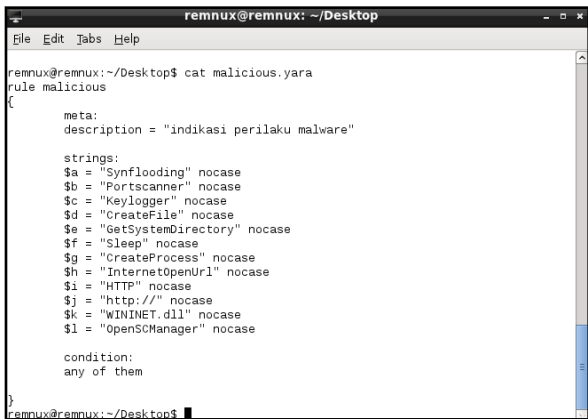 remnux@remnux: ~/Desktop
File Edit Tabs Help
remnux@remnux:~/Desktop$ cat malicious.yara
rule malicious
{
meta:
description = "indikasi perilaku malware"
strings:
$a = "Synflooding" nocase
$b = "Portscanner" nocase
$c = "Keylogger" nocase
$d = "CreateFile" nocase
$e = "GetSystemDirectory" nocase
$f = "Sleep" nocase
$g = "CreateProcess" nocase
$h = "InternetOpenUrl" nocase
$i = "HTTP" nocase
$j = "http://" nocase
$k = "WININET.dll" nocase
$l = "OpenSCManager" nocase
condition:
any of them
}
remnux@remnux:~/Desktop$